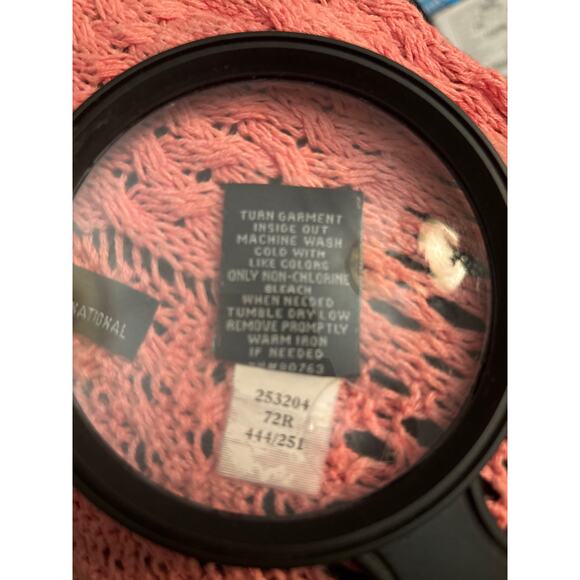 TURN GARMENT
INSIDE OUT
MACHINE WASH
COLD WITH
LIKE COLORS
ONLY NON-CHLORINE
BLEACH
WHEN NEEDED
TUMBLE DRY LOW
REMOVE PROMPTLY
WARM IRON
IF NEEDED
NATIONAL
253204
72R
444/251